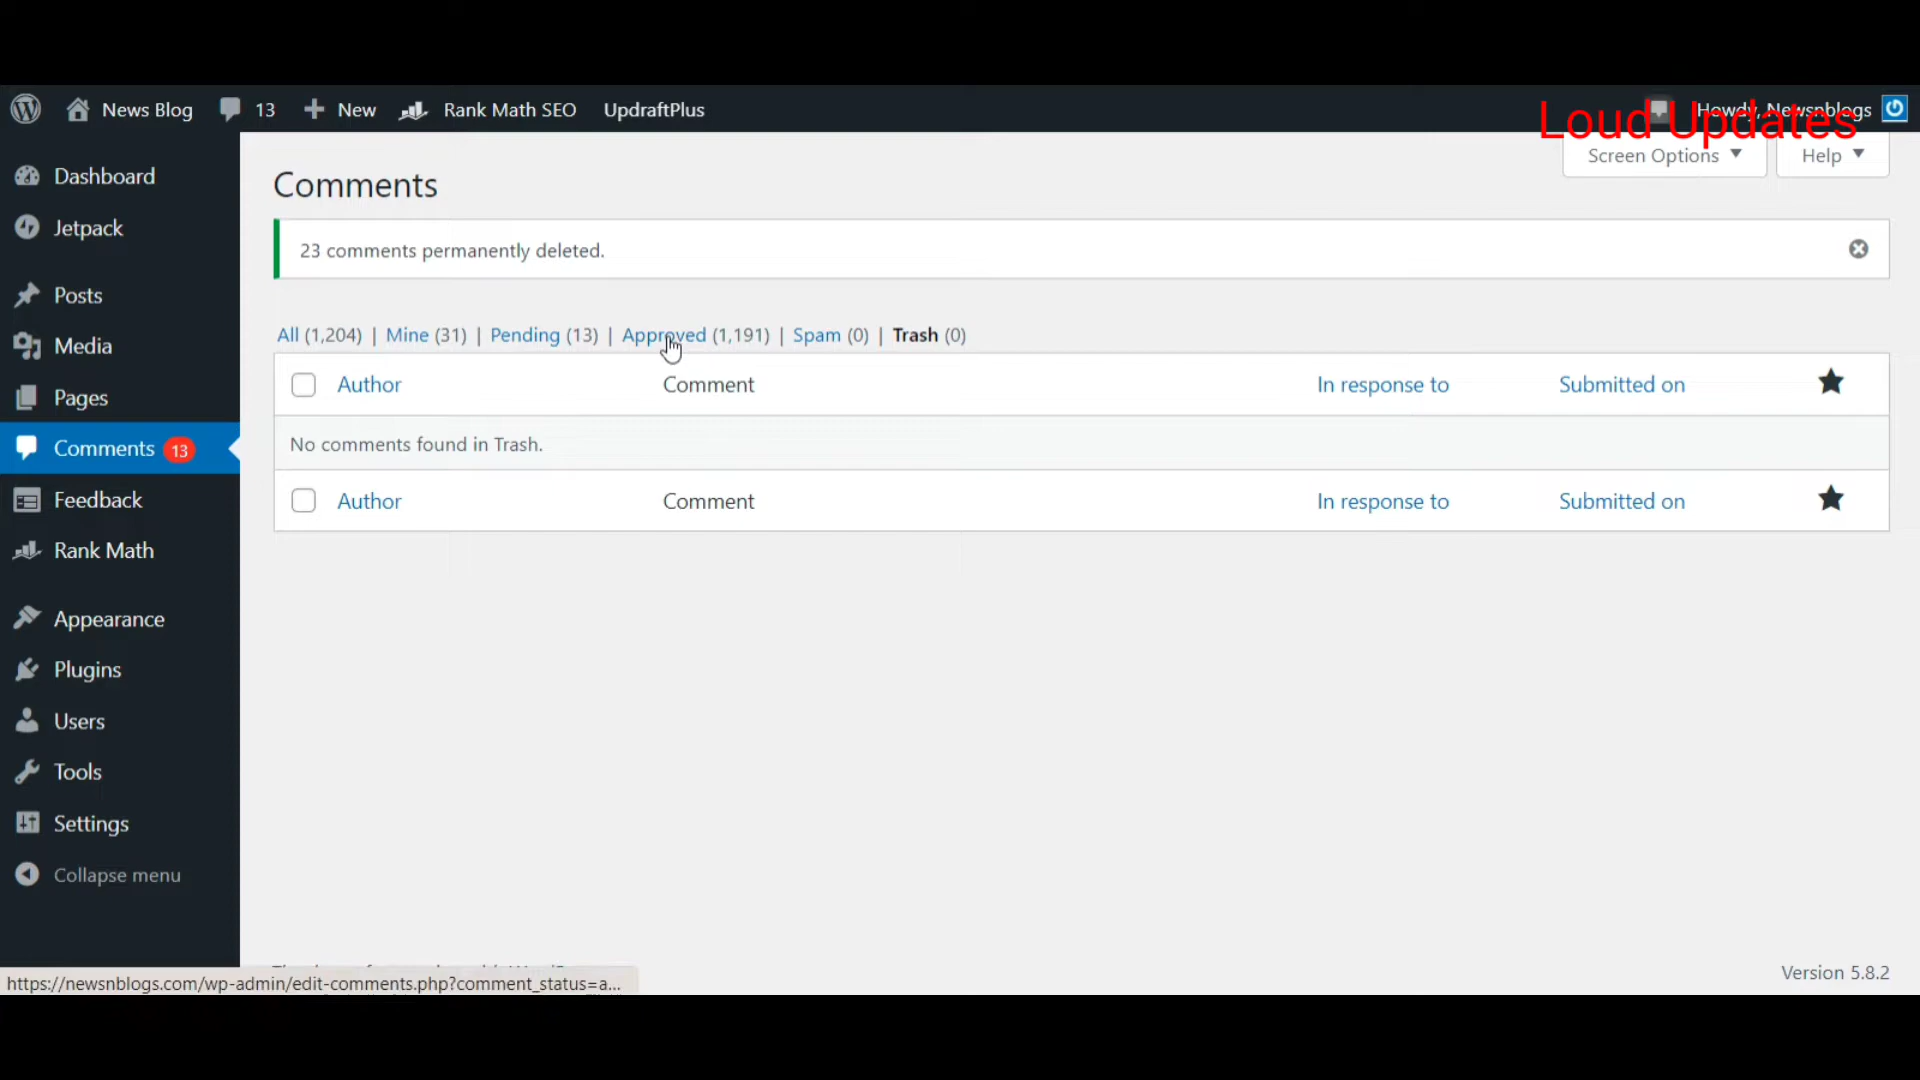 News Blog 13 New Rank Math SEO UpdraftPlus
Howdy, Newsnblogs
Loud Updates
Screen Options Help
Dashboard
Jetpack
Posts
Media
Pages
Comments 13
Feedback
Rank Math
Appearance
Plugins
Users
Tools
Settings
Collapse menu
Comments
23 comments permanently deleted.
All (1,204) | Mine (31) | Pending (13) | Approved (1,191) | Spam (0) | Trash (0)
Author Comment In response to Submitted on
No comments found in Trash.
Author Comment In response to Submitted on
Version 5.8.2
https://newsnblogs.com/wp-admin/edit-comments.php?comment_status=a...